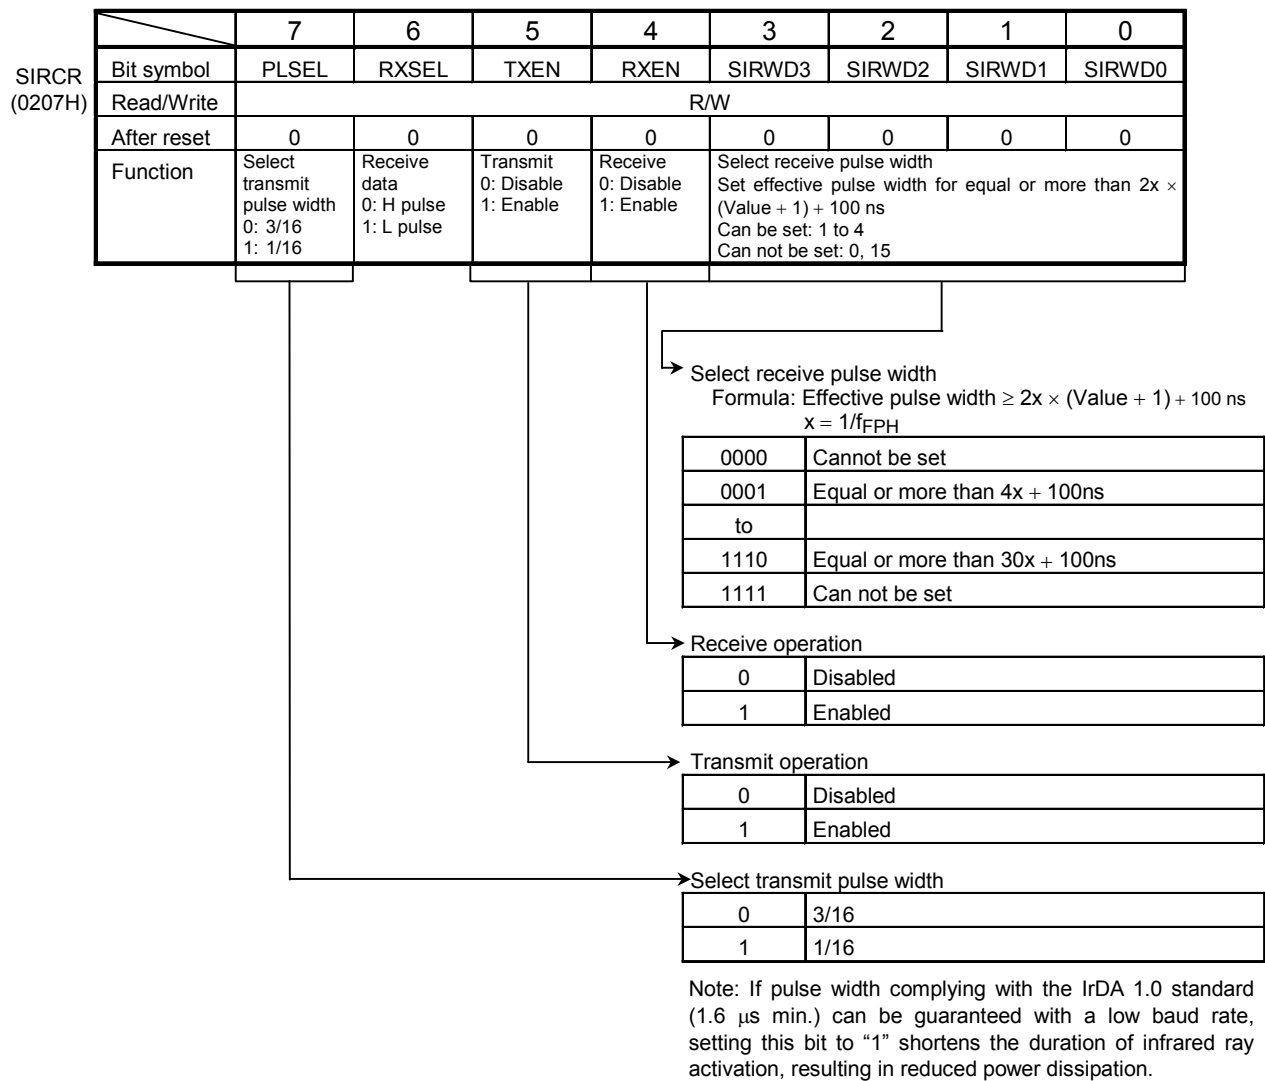 7 6 5 4 3 2 1 0
SIRCR
(0207H)
Bit symbol PLSEL RXSEL TXEN RXEN SIRWD3 SIRWD2 SIRWD1 SIRWD0
Read/Write R/W
After reset 0 0 0 0 0 0 0 0
Function
Select
transmit
pulse width
0: 3/16
1: 1/16
Receive
data
0: H pulse
1: L pulse
Transmit
0: Disable
1: Enable
Receive
0: Disable
1: Enable
Select receive pulse width
Set effective pulse width for equal or more than 2x ×
(Value + 1) + 100 ns
Can be set: 1 to 4
Can not be set: 0, 15
Select receive pulse width
Formula: Effective pulse width ≥ 2x × (Value + 1) + 100 ns
x = 1/fFPH
0000 Cannot be set
0001 Equal or more than 4x + 100ns
to
1110 Equal or more than 30x + 100ns
1111 Can not be set
Receive operation
0 Disabled
1 Enabled
Transmit operation
0 Disabled
1 Enabled
Select transmit pulse width
0 3/16
1 1/16
Note: If pulse width complying with the IrDA 1.0 standard
(1.6 μs min.) can be guaranteed with a low baud rate,
setting this bit to “1” shortens the duration of infrared ray
activation, resulting in reduced power dissipation.